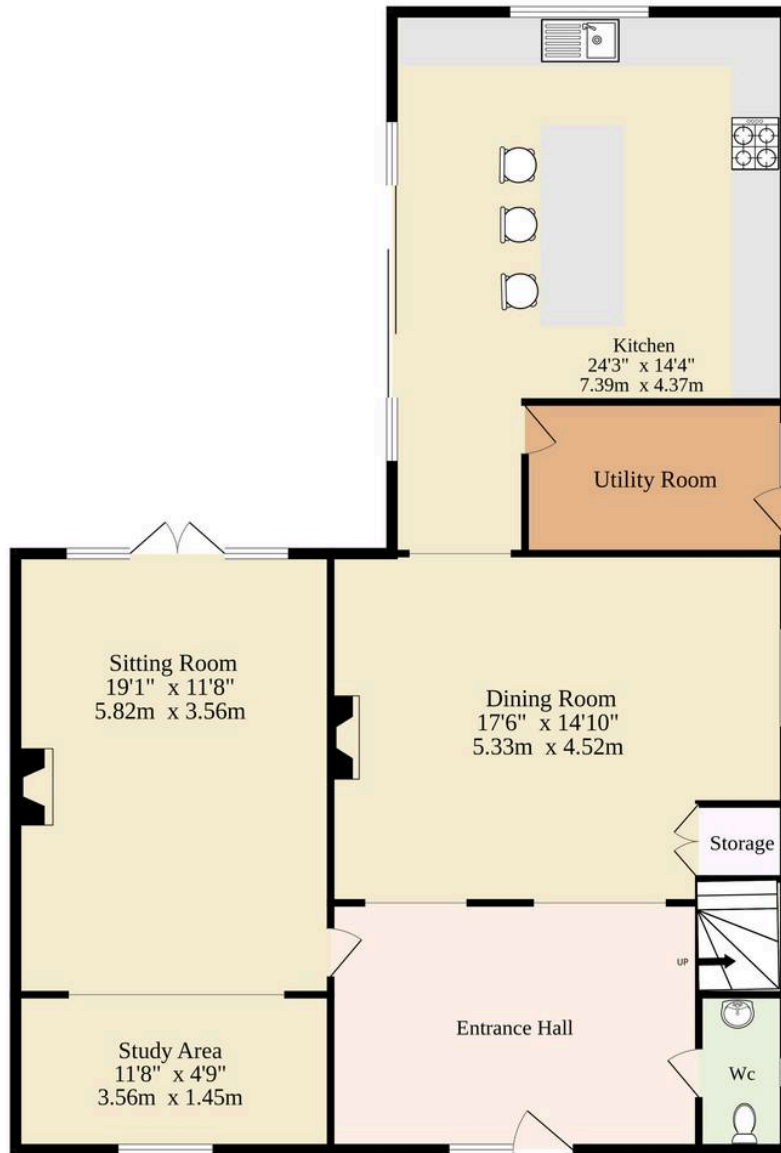 Kitchen
24'3" x 14'4"
7.39m x 4.37m
Utility Room
Sitting Room
19'1" x 11'8"
5.82m x 3.56m
Dining Room
17'6" x 14'10"
5.33m x 4.52m
Storage
UP
Entrance Hall
Study Area
11'8" x 4'9"
3.56m x 1.45m
Wc